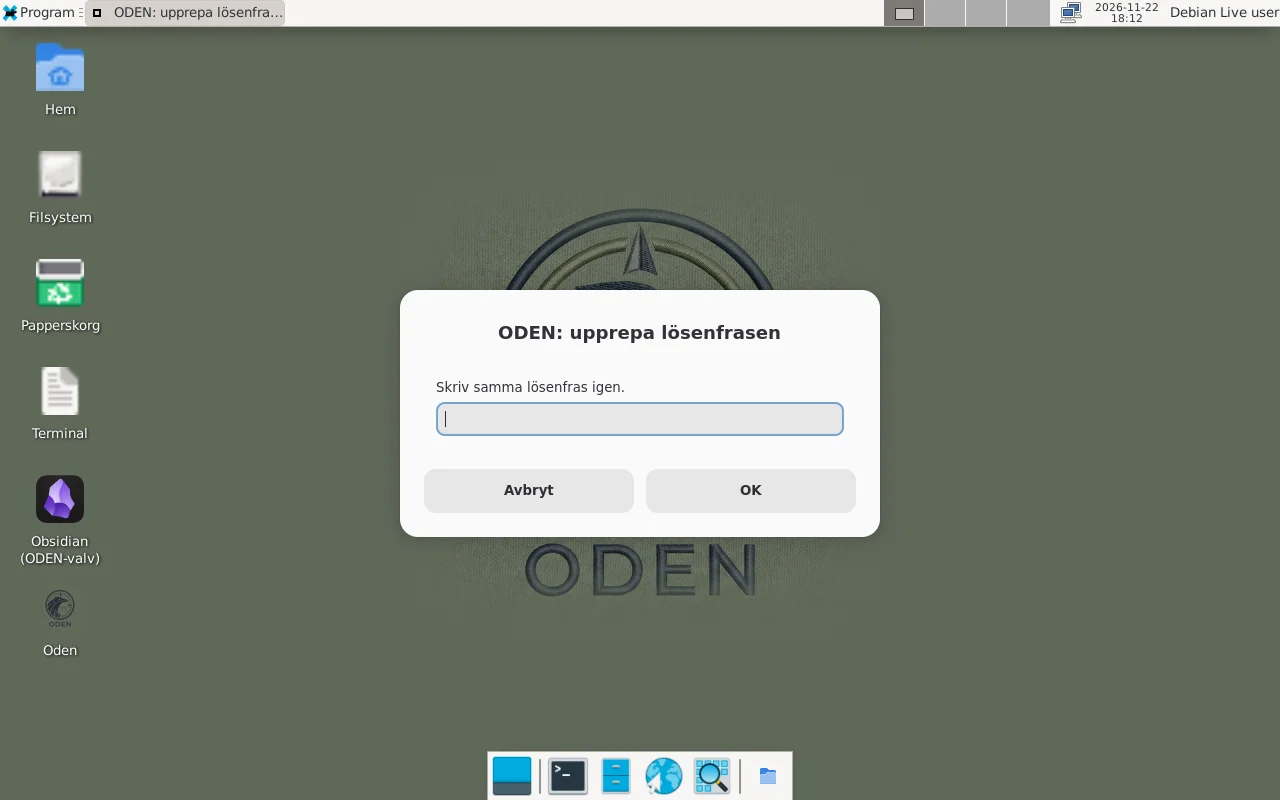 Program
ODEN: upprepa lösenfra...
2026-11-22
18:12
Debian Live user
Hem
Filsystem
Papperskorg
Terminal
Obsidian
(ODEN-valv)
ODEN
Oden
ODEN: upprepa lösenfrasen
Skriv samma lösenfras igen.
Avbryt
OK
ODEN
>_